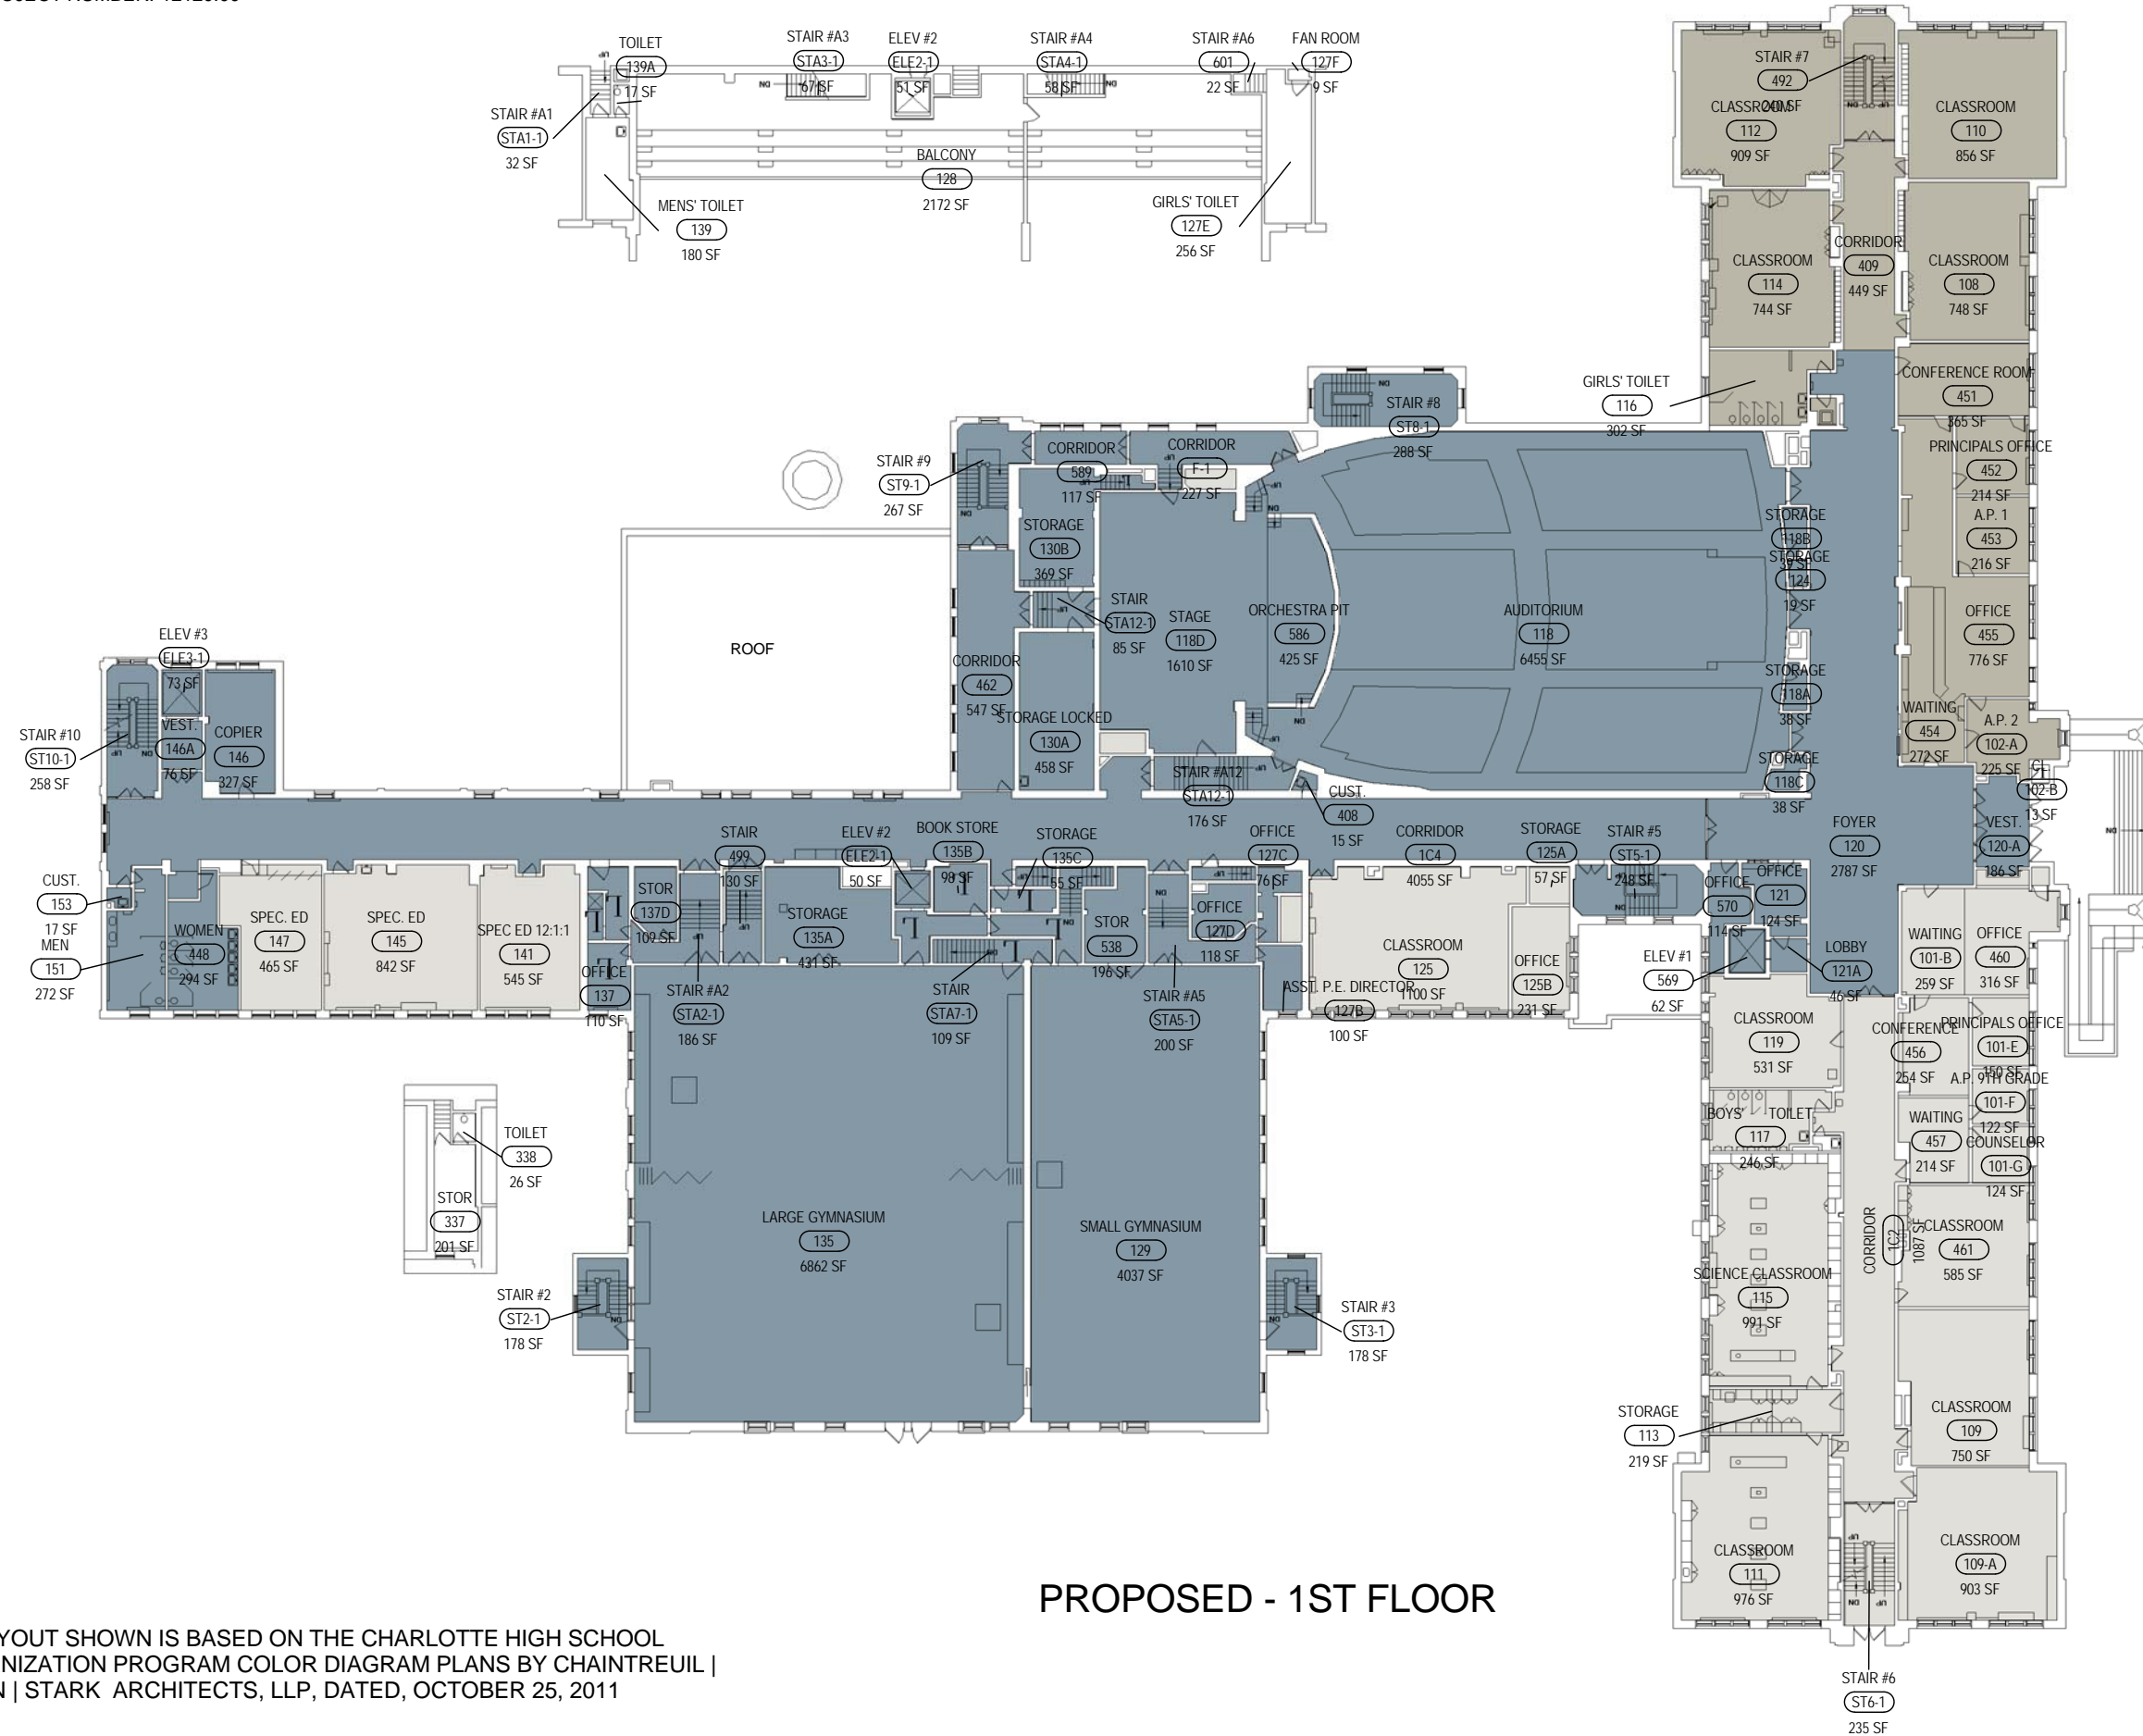 STAIR #A1
STA1-1
32 SF
TOILET
139A
17 SF
STAIR #A3
STA3-1
67 SF
ELEV #2
ELE2-1
51 SF
STAIR #A4
STA4-1
58 SF
STAIR #A6
601
22 SF
FAN ROOM
127F
9 SF
BALCONY
128
2172 SF
MENS' TOILET
139
180 SF
GIRLS' TOILET
127E
256 SF
STAIR #7
492
240 SF
CLASSROOM
112
909 SF
CLASSROOM
110
856 SF
CLASSROOM
114
744 SF
CORRIDOR
409
449 SF
CLASSROOM
108
748 SF
GIRLS' TOILET
116
302 SF
CONFERENCE ROOM
451
365 SF
PRINCIPALS OFFICE
452
214 SF
A.P. 1
453
216 SF
OFFICE
455
776 SF
WAITING
454
272 SF
A.P. 2
102-A
225 SF
CL
102-B
13 SF
VEST.
120-A
186 SF
FOYER
120
2787 SF
STAIR #8
ST8-1
288 SF
STAIR #9
ST9-1
267 SF
CORRIDOR
589
117 SF
CORRIDOR
F-1
227 SF
STORAGE
130B
369 SF
STAIR
STA12-1
85 SF
STAGE
118D
1610 SF
ORCHESTRA PIT
586
425 SF
AUDITORIUM
118
6455 SF
STORAGE
118B
39 SF
STORAGE
124
19 SF
STORAGE
118A
38 SF
STORAGE
118C
38 SF
ROOF
CORRIDOR
462
547 SF
STORAGE LOCKED
130A
458 SF
STAIR #A12
STA12-1
176 SF
CUST.
408
15 SF
ELEV #3
ELE3-1
73 SF
STAIR #10
ST10-1
258 SF
VEST.
146A
76 SF
COPIER
146
327 SF
CUST.
153
17 SF
MEN
151
272 SF
WOMEN
448
294 SF
SPEC. ED
147
465 SF
SPEC. ED
145
842 SF
SPEC ED 12:1:1
141
545 SF
OFFICE
137
110 SF
STOR
137D
109 SF
STAIR
499
130 SF
STORAGE
135A
431 SF
ELEV #2
ELE2-1
50 SF
BOOK STORE
135B
98 SF
STORAGE
135C
55 SF
STOR
538
196 SF
OFFICE
127C
76 SF
OFFICE
127D
118 SF
CORRIDOR
1C4
4055 SF
STORAGE
125A
57 SF
STAIR #5
ST5-1
248 SF
OFFICE
570
114 SF
OFFICE
121
124 SF
LOBBY
121A
46 SF
ELEV #1
569
62 SF
CLASSROOM
125
1100 SF
OFFICE
125B
231 SF
ASST. P.E. DIRECTOR
127B
100 SF
STAIR #A2
STA2-1
186 SF
STAIR
STA7-1
109 SF
STAIR #A5
STA5-1
200 SF
WAITING
101-B
259 SF
OFFICE
460
316 SF
CLASSROOM
119
531 SF
CONFERENCE
456
254 SF
PRINCIPALS OFFICE
101-E
150 SF
A.P. 9TH GRADE
101-F
122 SF
BOYS' TOILET
117
246 SF
WAITING
457
214 SF
COUNSELOR
101-G
124 SF
TOILET
338
26 SF
STOR
337
201 SF
LARGE GYMNASIUM
135
6862 SF
SMALL GYMNASIUM
129
4037 SF
STAIR #2
ST2-1
178 SF
STAIR #3
ST3-1
178 SF
CORRIDOR
1C2
1087 SF
CLASSROOM
461
585 SF
SCIENCE CLASSROOM
115
991 SF
STORAGE
113
219 SF
CLASSROOM
109
750 SF
CLASSROOM
111
976 SF
CLASSROOM
109-A
903 SF
STAIR #6
ST6-1
235 SF
PROPOSED - 1ST FLOOR
YOUT SHOWN IS BASED ON THE CHARLOTTE HIGH SCHOOL
NIZATION PROGRAM COLOR DIAGRAM PLANS BY CHAINTREUIL |
N | STARK ARCHITECTS, LLP, DATED, OCTOBER 25, 2011